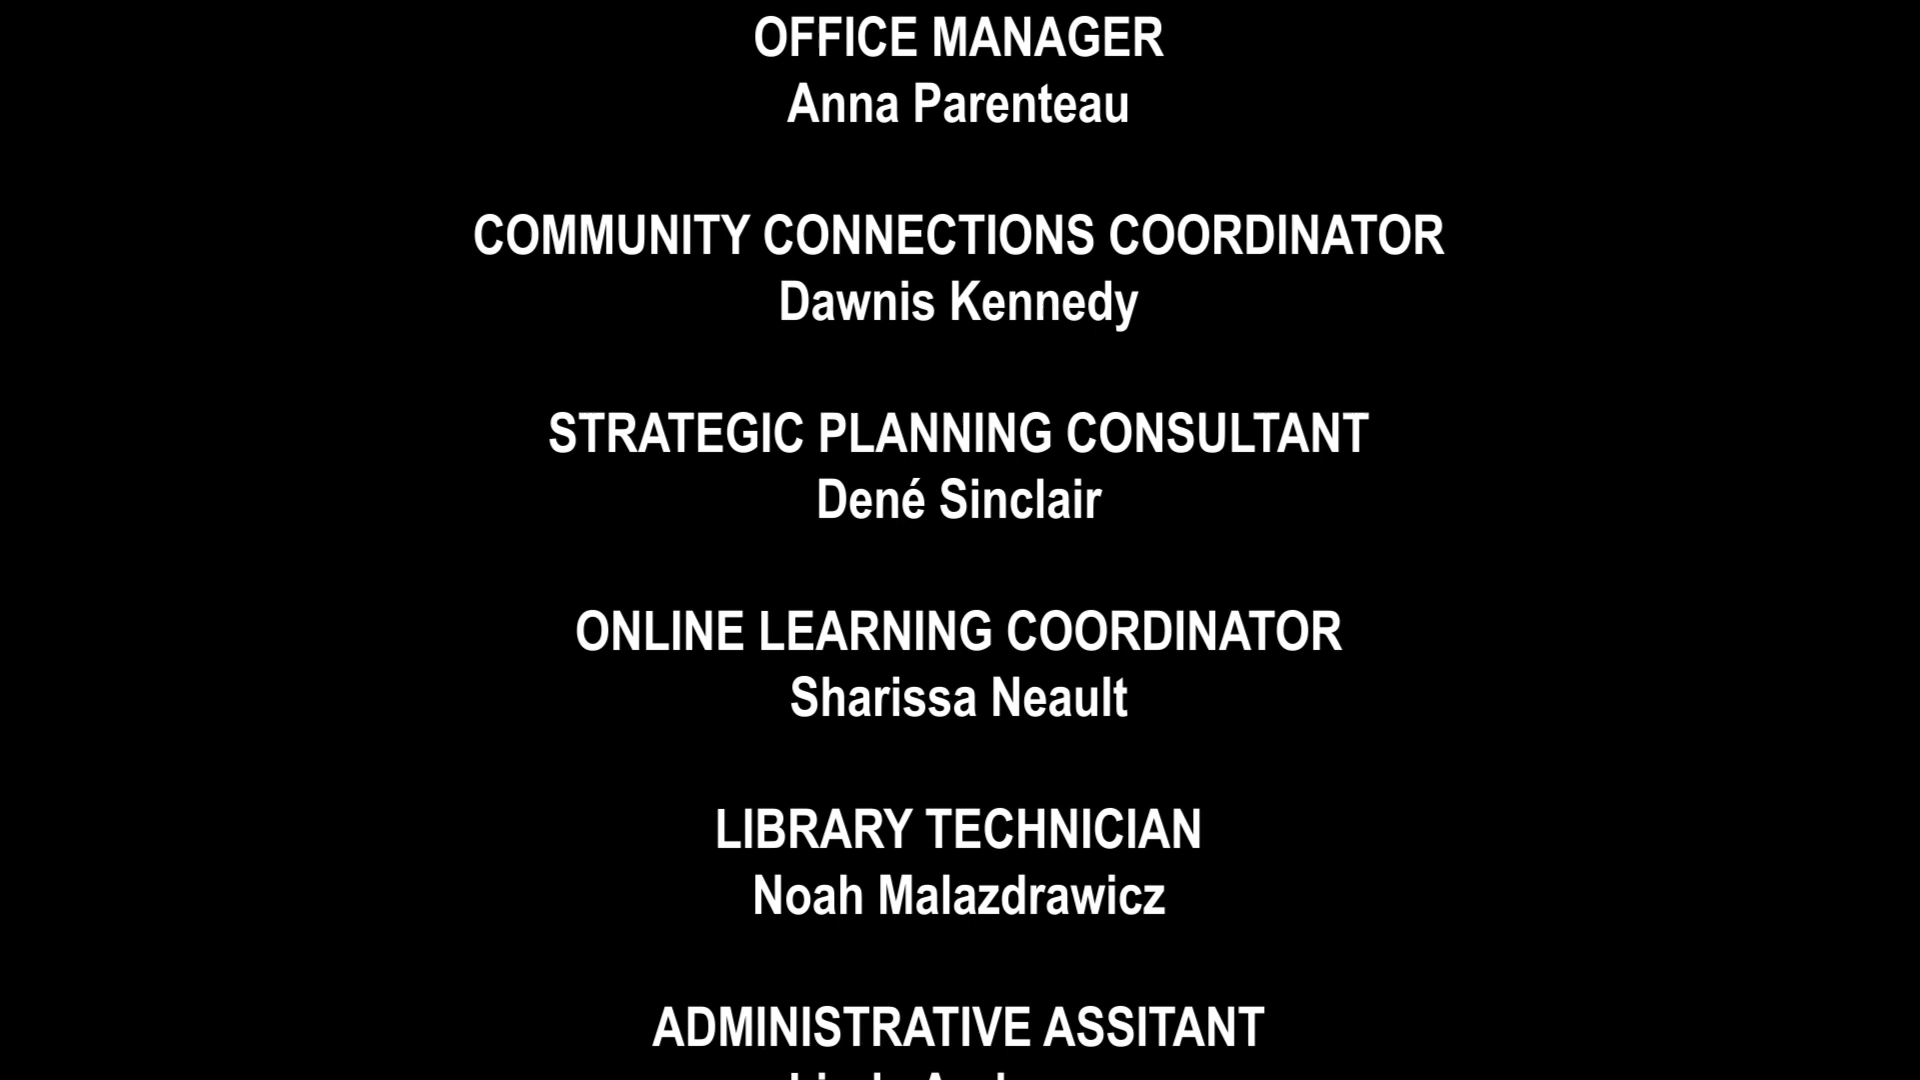 OFFICE MANAGER
Anna Parenteau
COMMUNITY CONNECTIONS COORDINATOR
Dawnis Kennedy
STRATEGIC PLANNING CONSULTANT
Dené Sinclair
ONLINE LEARNING COORDINATOR
Sharissa Neault
LIBRARY TECHNICIAN
Noah Malazdrawicz
ADMINISTRATIVE ASSITANT